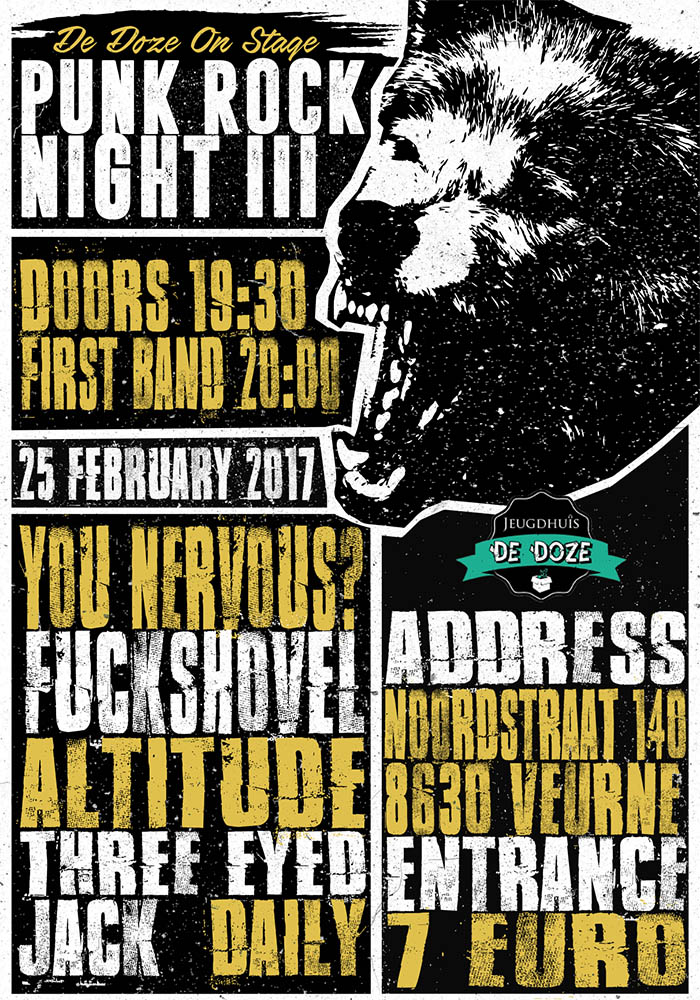 De Doze On Stage
PUNK ROCK
NIGHT III
DOORS 19:30
FIRST BAND 20:00
25 FEBRUARY 2017
YOU NERVOUS?
FUCKSHOVEL
ALTITUDE
THREE EYED
JACK DAILY
JEUGDHUIS
DE DOZE
ADDRESS
NOORDSTRAAT 140
8630 VEURNE
ENTRANCE
7 EURO